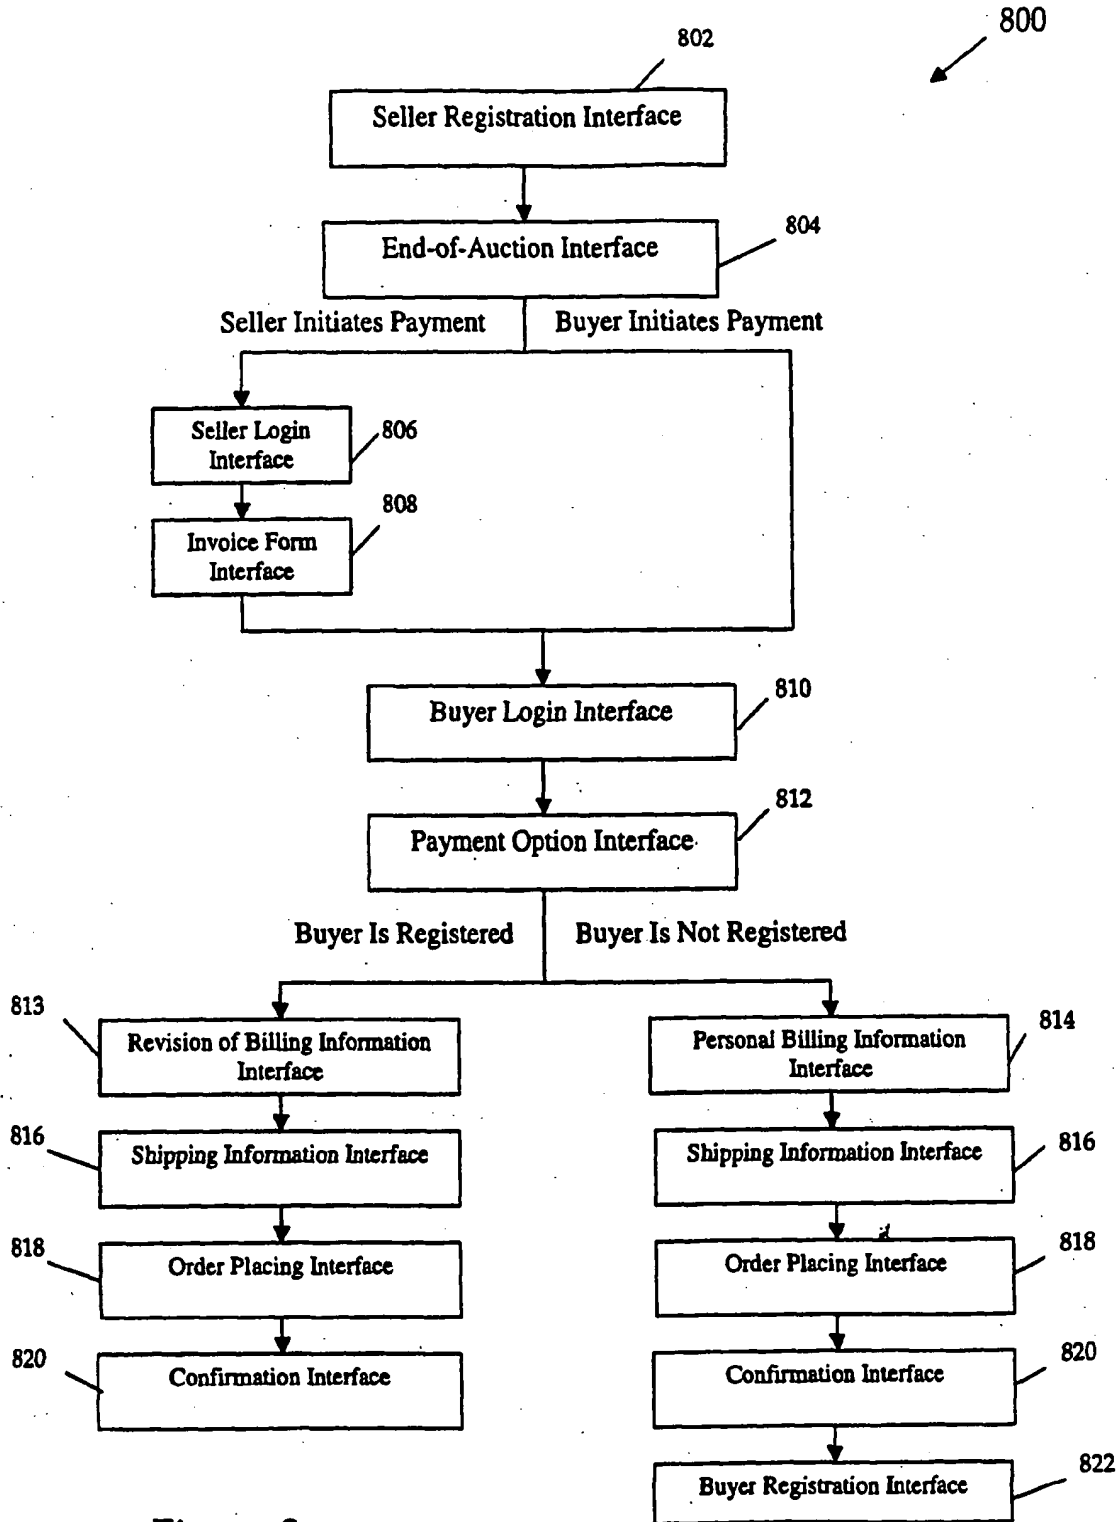 800
802
Seller Registration Interface
804
End-of-Auction Interface
Seller Initiates Payment
Buyer Initiates Payment
Seller Login
Interface
806
808
Invoice Form
Interface
810
Buyer Login Interface
812
Payment Option Interface
Buyer Is Registered
Buyer Is Not Registered
813
Revision of Billing Information
Interface
814
Personal Billing Information
Interface
816
Shipping Information Interface
816
Shipping Information Interface
818
Order Placing Interface
818
Order Placing Interface
820
Confirmation Interface
820
Confirmation Interface
822
Buyer Registration Interface